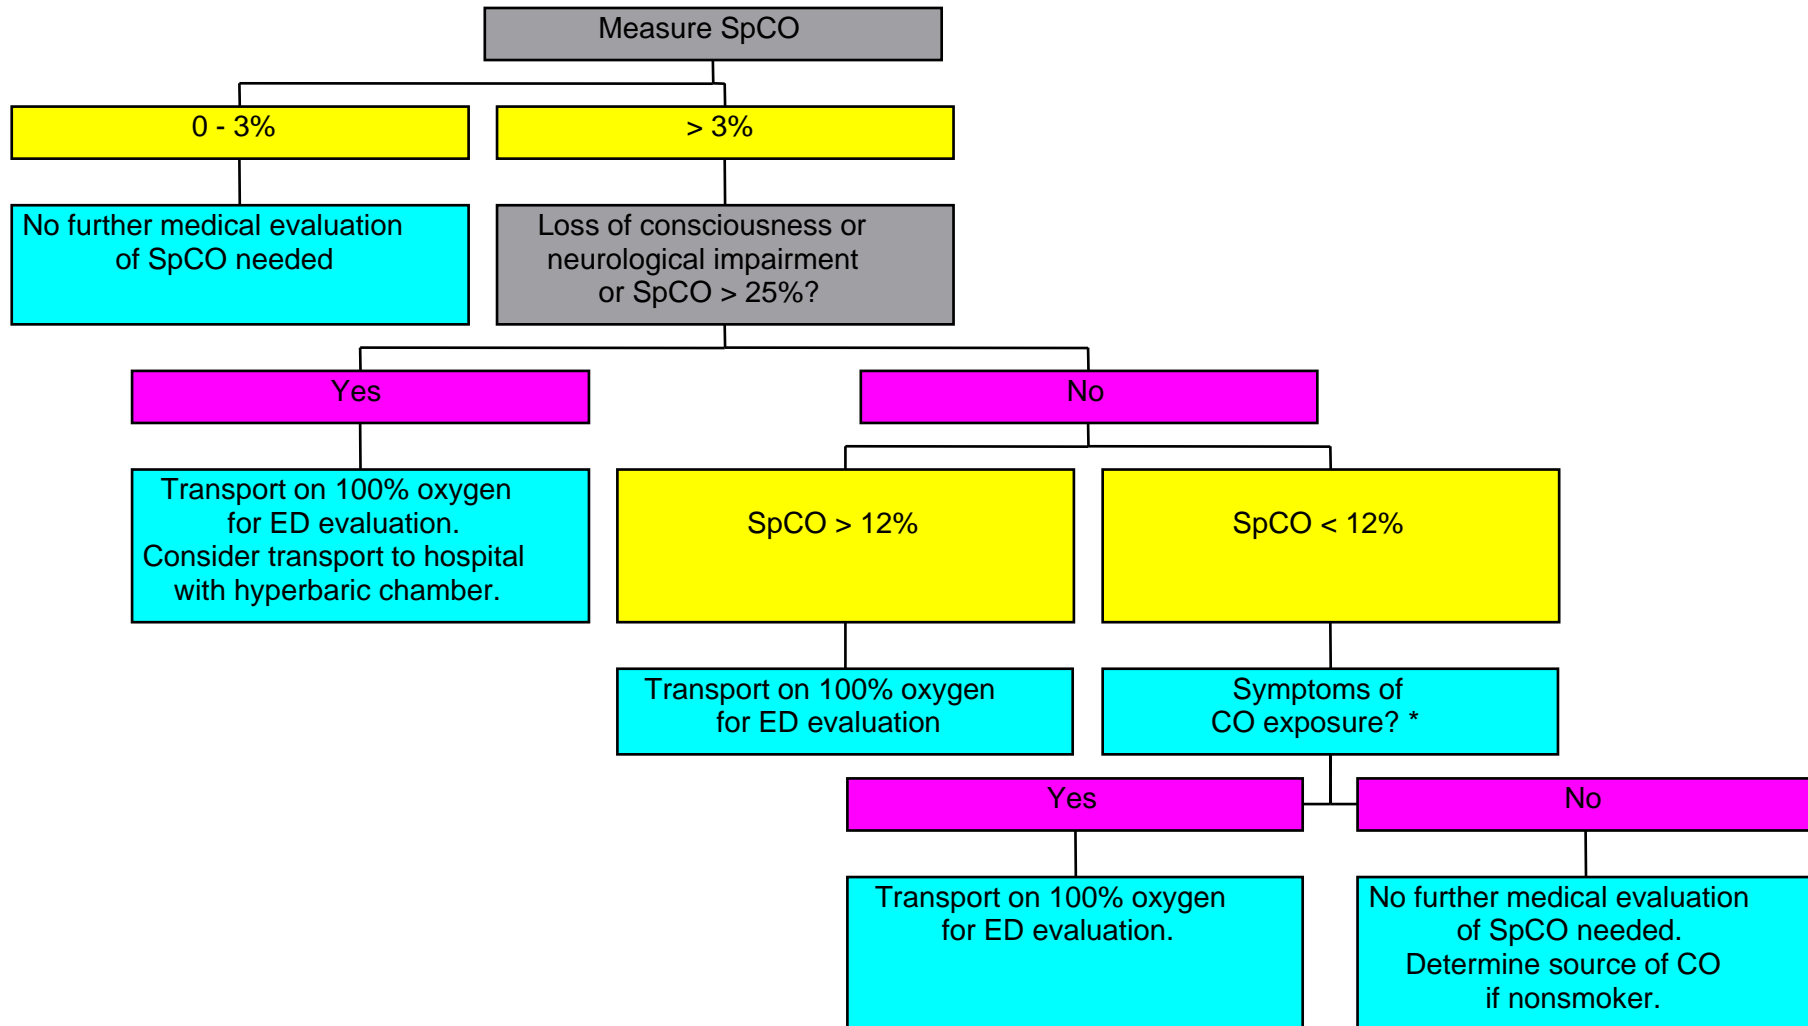 Measure SpCO
0 - 3%
> 3%
No further medical evaluation
of SpCO needed
Loss of consciousness or
neurological impairment
or SpCO > 25%?
Yes
No
Transport on 100% oxygen
for ED evaluation.
Consider transport to hospital
with hyperbaric chamber.
SpCO > 12%
SpCO < 12%
Transport on 100% oxygen
for ED evaluation
Symptoms of
CO exposure? *
Yes
No
Transport on 100% oxygen
for ED evaluation.
No further medical evaluation
of SpCO needed.
Determine source of CO
if nonsmoker.